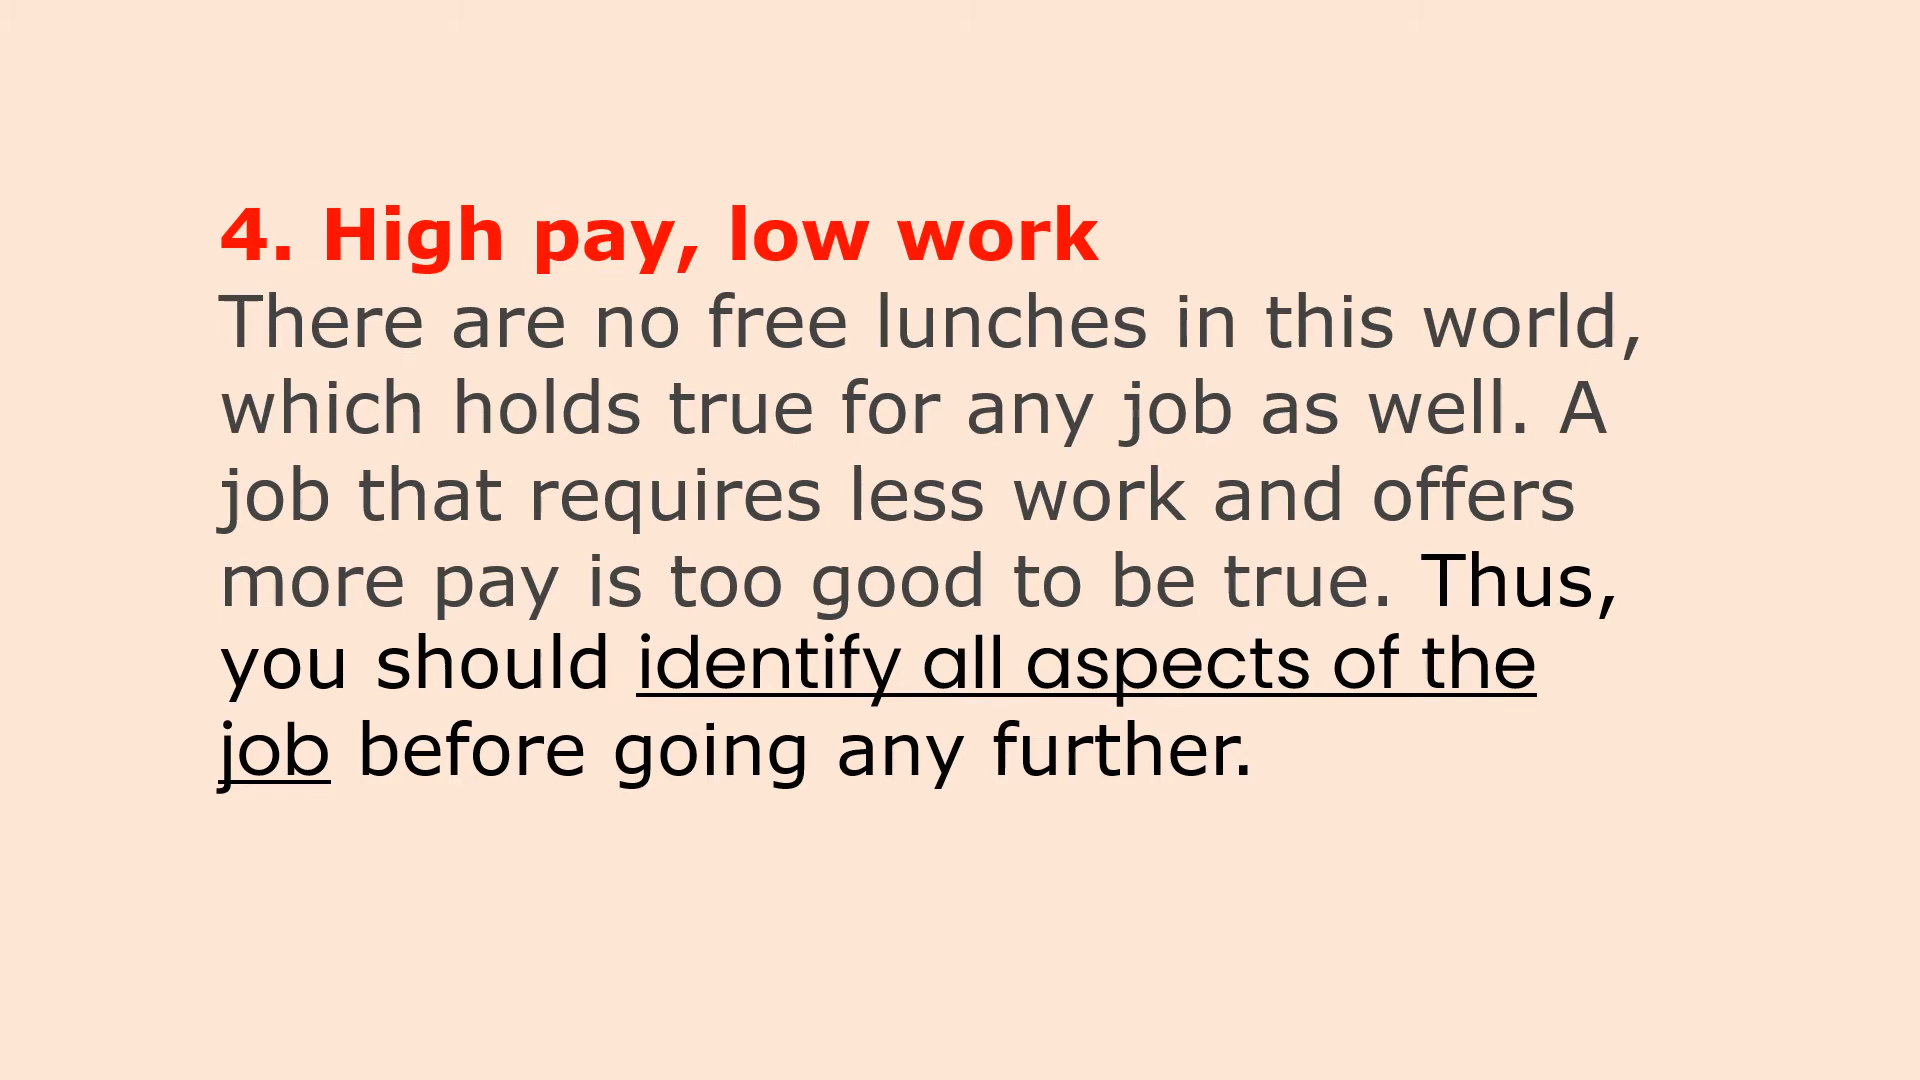 4. High pay, low work
There are no free lunches in this world,
which holds true for any job as well. A
job that requires less work and offers
more pay is too good to be true. Thus,
you should identify all aspects of the
job before going any further.